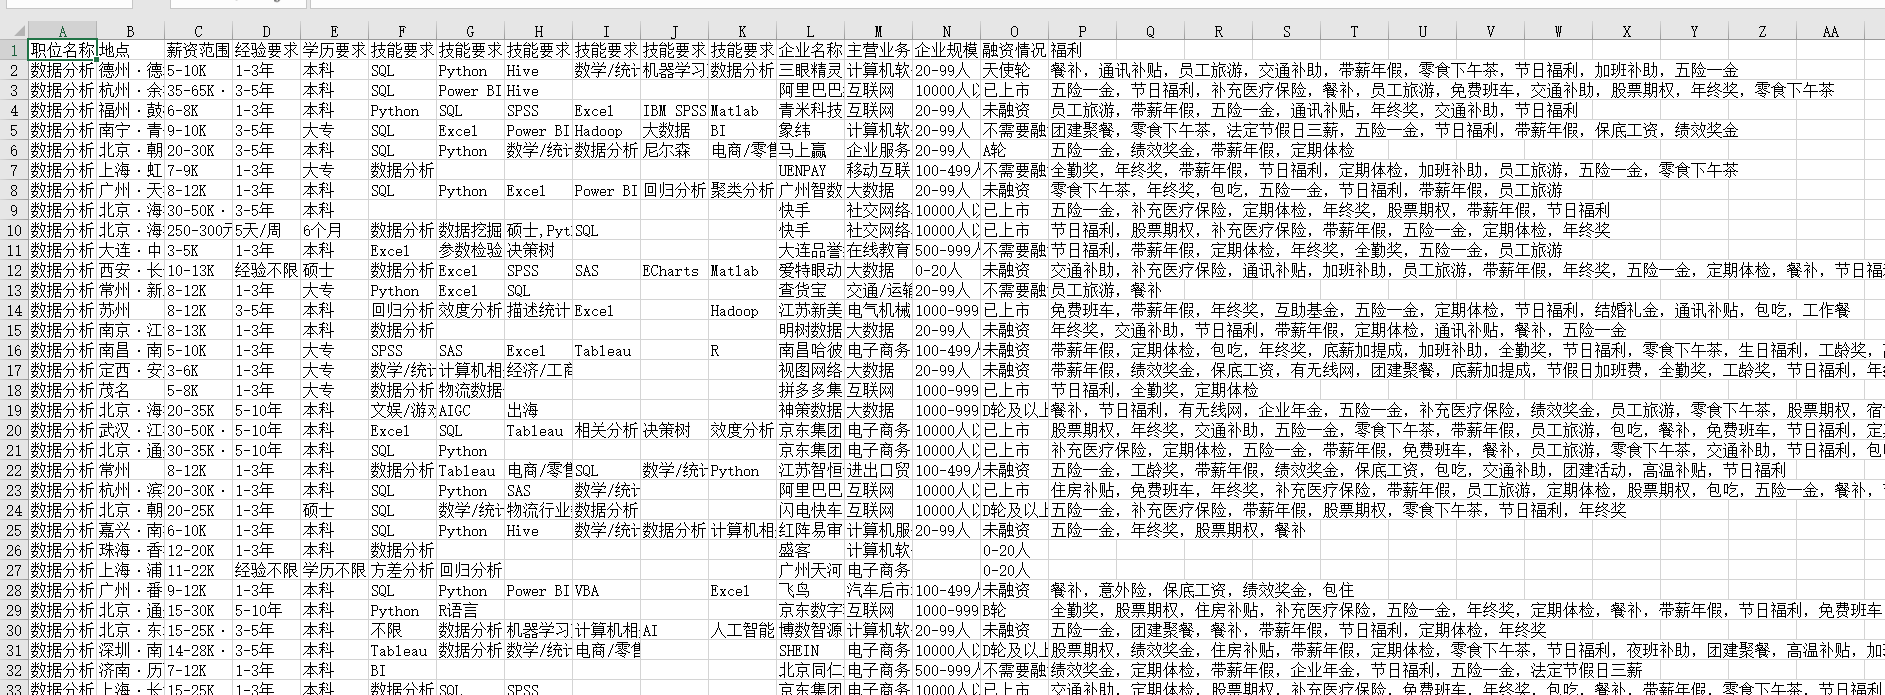 A B C D E F G H I J K L M N O P Q R S T U V W X Y Z AA
1 职位名称 地点 薪资范围 经验要求 学历要求 技能要求 技能要求 技能要求 技能要求 技能要求 技能要求 企业名称 主营业务 企业规模 融资情况 福利
2 数据分析 德州·德 5-10K 1-3年 本科 SQL Python Hive 数学/统计 机器学习 数据分析 三眼精灵 计算机软 20-99人 天使轮 餐补，通讯补贴，员工旅游，交通补助，带薪年假，零食下午茶，节日福利，加班补助，五险一金
3 数据分析 杭州·余 35-65K· 3-5年 本科 SQL Power BI Hive 阿里巴巴 互联网 10000人以 已上市 五险一金，节日福利，补充医疗保险，餐补，员工旅游，免费班车，交通补助，股票期权，年终奖，零食下午茶
4 数据分析 福州·鼓 6-8K 1-3年 本科 Python SQL SPSS Excel IBM SPSS Matlab 青米科技 互联网 20-99人 未融资 员工旅游，带薪年假，五险一金，通讯补贴，年终奖，交通补助，节日福利
5 数据分析 南宁·青 9-10K 3-5年 大专 SQL Excel Power BI Hadoop 大数据 BI 象纬 计算机软 20-99人 不需要融 团建聚餐，零食下午茶，法定节假日三薪，五险一金，节日福利，带薪年假，保底工资，绩效奖金
6 数据分析 北京·朝 20-30K 3-5年 本科 SQL Python 数学/统计 数据分析 尼尔森 电商/零售 马上赢 企业服务 20-99人 A轮 五险一金，绩效奖金，带薪年假，定期体检
7 数据分析 上海·虹 7-9K 1-3年 大专 数据分析 UENPAY 移动互联 100-499人 不需要融 全勤奖，年终奖，带薪年假，节日福利，定期体检，加班补助，员工旅游，五险一金，零食下午茶
8 数据分析 广州·天 8-12K 1-3年 本科 SQL Python Excel Power BI 回归分析 聚类分析 广州智数 大数据 20-99人 未融资 零食下午茶，年终奖，包吃，五险一金，节日福利，带薪年假，员工旅游
9 数据分析 北京·海 30-50K· 3-5年 本科 快手 社交网络 10000人以 已上市 五险一金，补充医疗保险，定期体检，年终奖，股票期权，带薪年假，节日福利
10 数据分析 北京·海 250-300元 5天/周 6个月 数据分析 数据挖掘 硕士,Pyt SQL 快手 社交网络 10000人以 已上市 节日福利，股票期权，补充医疗保险，带薪年假，五险一金，定期体检，年终奖
11 数据分析 大连·中 3-5K 1-3年 本科 Excel 参数检验 决策树 大连品誉 在线教育 500-999人 不需要融 节日福利，带薪年假，定期体检，年终奖，全勤奖，五险一金，员工旅游
12 数据分析 西安·长 10-13K 经验不限 硕士 数据分析 Excel SPSS SAS ECharts Matlab 爱特眼动 大数据 0-20人 未融资 交通补助，补充医疗保险，通讯补贴，加班补助，员工旅游，带薪年假，年终奖，五险一金，定期体检，餐补，节日福
13 数据分析 常州·新 8-12K 1-3年 大专 Python Excel SQL 查货宝 交通/运输 20-99人 不需要融 员工旅游，餐补
14 数据分析 苏州 8-12K 3-5年 本科 回归分析 效度分析 描述统计 Excel Hadoop 江苏新美 电气机械 1000-999 未融资 免费班车，带薪年假，年终奖，互助基金，五险一金，定期体检，节日福利，结婚礼金，通讯补贴，包吃，工作餐
15 数据分析 南京·江 8-13K 1-3年 本科 数据分析 明树数据 大数据 20-99人 未融资 年终奖，交通补助，节日福利，带薪年假，定期体检，通讯补贴，餐补，五险一金
16 数据分析 南昌·南 5-10K 1-3年 大专 SPSS SAS Excel Tableau R 南昌哈彼 电子商务 100-499人 未融资 带薪年假，定期体检，包吃，年终奖，底薪加提成，加班补助，全勤奖，节日福利，零食下午茶，生日福利，工龄奖，
17 数据分析 定西·安 3-6K 1-3年 大专 数学/统计 计算机相 经济/工商 视图网络 大数据 20-99人 未融资 带薪年假，绩效奖金，保底工资，有无线网，团建聚餐，底薪加提成，节假日加班费，全勤奖，工龄奖，节日福利，年
18 数据分析 茂名 5-8K 1-3年 大专 数据分析 物流数据 拼多多集 互联网 1000-999 已上市 节日福利，全勤奖，定期体检
19 数据分析 北京·海 20-35K 5-10年 本科 文娱/游戏 AIGC 出海 神策数据 大数据 1000-999 D轮及以上 餐补，节日福利，有无线网，企业年金，五险一金，补充医疗保险，绩效奖金，员工旅游，零食下午茶，股票期权，宿
20 数据分析 武汉·江 30-50K· 5-10年 本科 Excel SQL Tableau 相关分析 决策树 效度分析 京东集团 电子商务 10000人以 已上市 股票期权，年终奖，交通补助，五险一金，零食下午茶，带薪年假，员工旅游，包吃，餐补，免费班车，节日福利，定
21 数据分析 北京·通 30-35K· 5-10年 本科 SQL Python 京东集团 电子商务 10000人以 已上市 补充医疗保险，定期体检，五险一金，带薪年假，免费班车，餐补，员工旅游，零食下午茶，交通补助，节日福利，包
22 数据分析 常州 8-12K 1-3年 本科 数据分析 Tableau 电商/零售 SQL 数学/统计 Python 江苏智恒 进出口贸 100-499人 未融资 五险一金，工龄奖，带薪年假，绩效奖金，保底工资，包吃，交通补助，团建活动，高温补贴，节日福利
23 数据分析 杭州·滨 20-30K· 1-3年 本科 SQL Python SAS 数学/统计 阿里巴巴 互联网 10000人以 已上市 住房补贴，免费班车，年终奖，补充医疗保险，带薪年假，员工旅游，定期体检，股票期权，包吃，五险一金，餐补，
24 数据分析 北京·朝 20-25K 1-3年 硕士 SQL 数学/统计 物流行业 数据分析 闪电快车 互联网 10000人以 D轮及以上 五险一金，补充医疗保险，带薪年假，股票期权，零食下午茶，节日福利，年终奖
25 数据分析 嘉兴·南 6-10K 1-3年 本科 SQL Python Hive 数学/统计 数据分析 计算机相 红阵易审 计算机服 20-99人 未融资 五险一金，年终奖，股票期权，餐补
26 数据分析 珠海·香 12-20K 1-3年 本科 数据分析 盛客 计算机软 0-20人
27 数据分析 上海·浦 11-22K 经验不限 学历不限 方差分析 回归分析 广州天河 电子商务 0-20人
28 数据分析 广州·番 9-12K 1-3年 本科 SQL Python Power BI VBA Excel 飞鸟 汽车后市 100-499人 未融资 餐补，意外险，保底工资，绩效奖金，包住
29 数据分析 北京·通 15-30K 5-10年 本科 Python R语言 京东数字 互联网 1000-999 B轮 全勤奖，股票期权，住房补贴，补充医疗保险，五险一金，年终奖，定期体检，餐补，带薪年假，节日福利，免费班车
30 数据分析 北京·东 15-25K· 3-5年 本科 不限 数据分析 机器学习 计算机相 AI 人工智能 博数智源 计算机软 20-99人 未融资 五险一金，团建聚餐，餐补，带薪年假，节日福利，定期体检，年终奖
31 数据分析 深圳·南 14-28K· 3-5年 本科 Tableau 数据分析 数学/统计 电商/零售 SHEIN 电子商务 10000人以 D轮及以上 股票期权，绩效奖金，住房补贴，带薪年假，定期体检，零食下午茶，节日福利，夜班补助，团建聚餐，高温补贴，加
32 数据分析 济南·历 7-12K 1-3年 本科 BI 北京同仁 电子商务 500-999人 不需要融 绩效奖金，定期体检，带薪年假，企业年金，节日福利，五险一金，法定节假日三薪
33 数据分析 上海·长 15-25K 1-3年 本科 数据分析 SQL SPSS 京东集团 电子商务 10000人以 已上市 交通补助，定期体检，股票期权，补充医疗保险，免费班车，年终奖，包吃，餐补，零食下午茶，带薪年假，节日福利